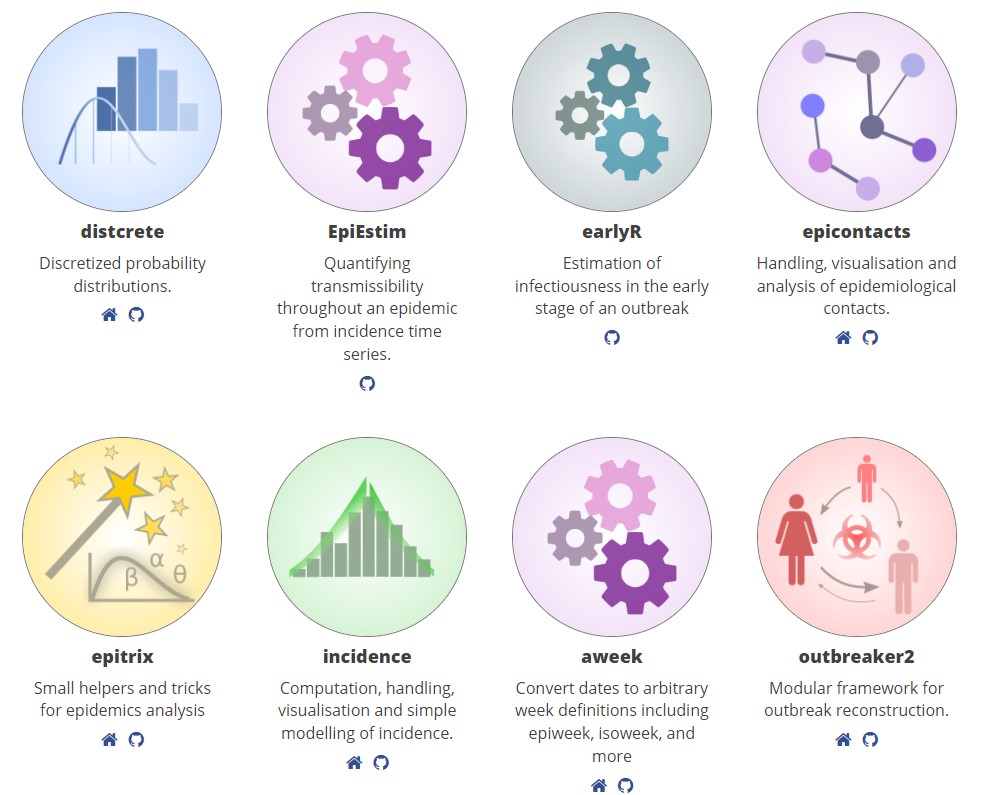 distcrete
Discretized probability
distributions.
EpiEstim
Quantifying
transmissibility
throughout an epidemic
from incidence time
series.
earlyR
Estimation of
infectiousness in the early
stage of an outbreak
epicontacts
Handling, visualisation and
analysis of epidemiological
contacts.
β α θ
epitrix
Small helpers and tricks
for epidemics analysis
incidence
Computation, handling,
visualisation and simple
modelling of incidence.
aweek
Convert dates to arbitrary
week definitions including
epiweek, isoweek, and
more
outbreaker2
Modular framework for
outbreak reconstruction.